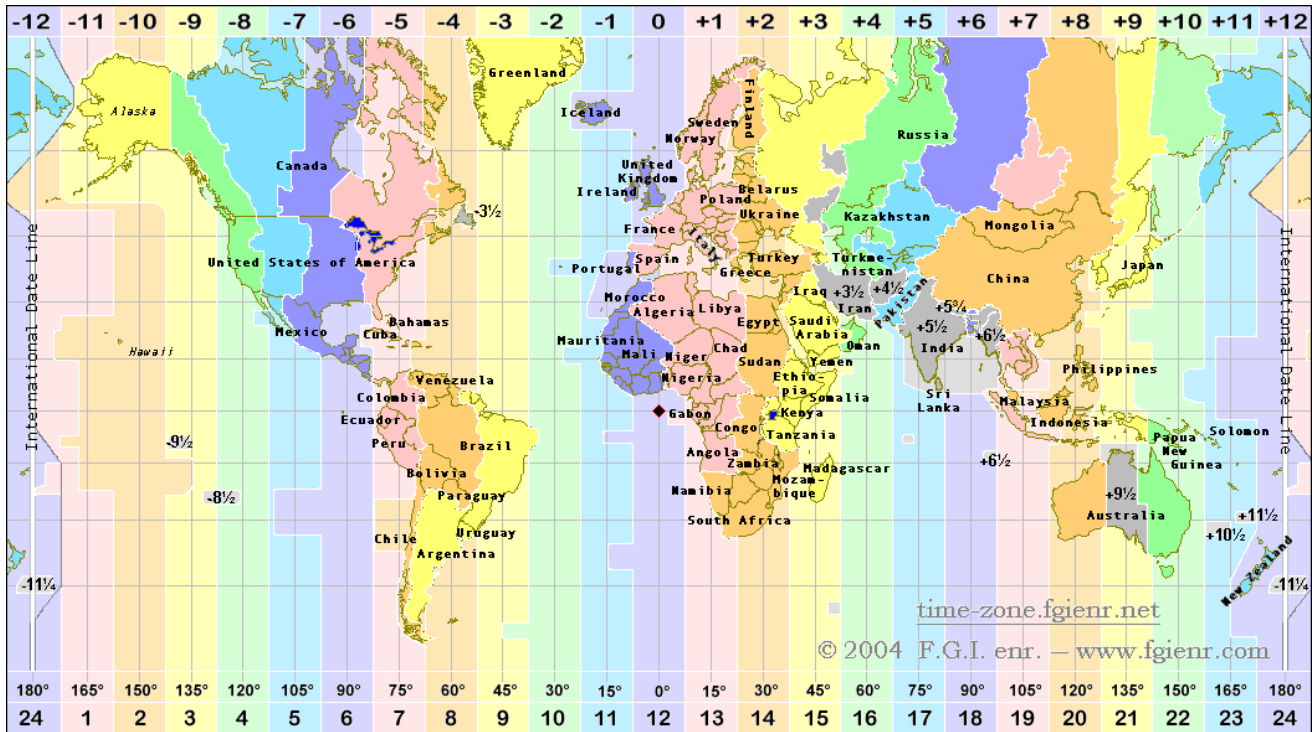 -12 -11 -10 -9 -8 -7 -6 -5 -4 -3 -2 -1 0 +1 +2 +3 +4 +5 +6 +7 +8 +9 +10 +11 +12
Greenland
Alaska
Iceland
Finland
Sweden
Norway
Russia
Canada
United
Kingdom
Ireland
Belarus
Poland
Ukraine
-3½
Kazakhstan
Mongolia
France
Italy
International Date Line
United States of America
Spain
Portugal
Greece
Turkey
Turkme-
nistan
China
Japan
International Date Line
Morocco
Algeria
Libya
Iraq
+3½
Iran
+4½
Pakistan
+5¾
Bahamas
Mexico
Cuba
Egypt
Saudi
Arabia
+5½
India
+6½
Hawaii
Mauritania
Mali
Niger
Chad
Sudan
Oman
Yemen
Venezuela
Nigeria
Ethio-
pia
Somalia
Philippines
Colombia
Sri
Lanka
Malaysia
Ecuador
Gabon
Kenya
Indonesia
Peru
Brazil
Congo
Tanzania
Papua
New
Guinea
Solomon
-9½
Bolivia
Angola
Zambia
Madagascar
+6½
-8½
Paraguay
Namibia
Mozam-
bique
+9½
Australia
Chile
Uruguay
South Africa
+11½
+10½
Argentina
New Zealand
-11¼
-11¼
time-zone.fgienr.net
© 2004 F.G.I. enr. – www.fgienr.com
180° 165° 150° 135° 120° 105° 90° 75° 60° 45° 30° 15° 0° 15° 30° 45° 60° 75° 90° 105° 120° 135° 150° 165° 180°
24 1 2 3 4 5 6 7 8 9 10 11 12 13 14 15 16 17 18 19 20 21 22 23 24